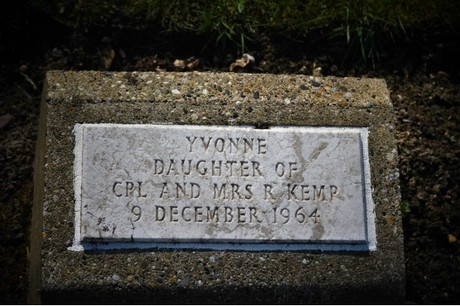 YVONNE
DAUGHTER OF
CPL AND MRS R KEMP
9 DECEMBER 1964